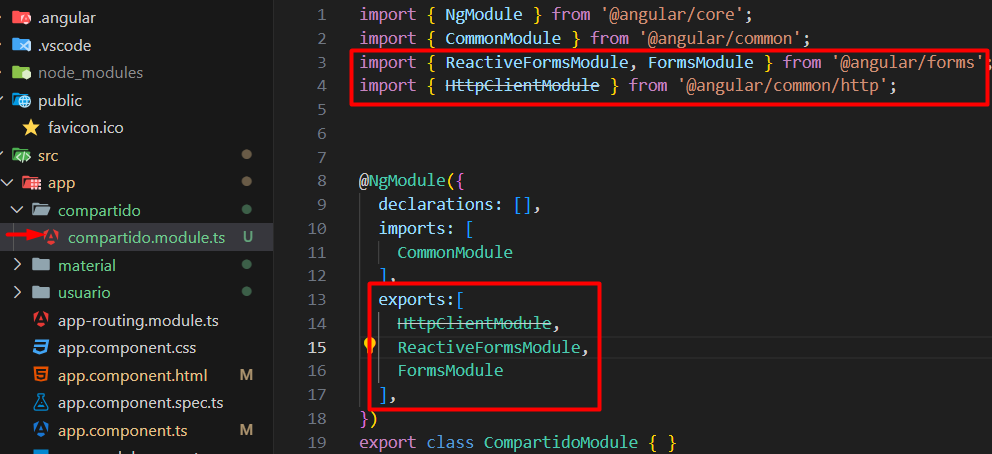 .angular
.vscode
node_modules
public
favicon.ico
src
app
compartido
compartido.module.ts U
material
usuario
app-routing.module.ts
app.component.css
app.component.html M
app.component.spec.ts
app.component.ts M
1 import { NgModule } from '@angular/core';
2 import { CommonModule } from '@angular/common';
3 import { ReactiveFormsModule, FormsModule } from '@angular/forms';
4 import { HttpClientModule } from '@angular/common/http';
5
6
7
8 @NgModule({
9 declarations: [],
10 imports: [
11 CommonModule
12 ],
13 exports:[
14 HttpClientModule,
15 ReactiveFormsModule,
16 FormsModule
17 ],
18 })
19 export class CompartidoModule { }